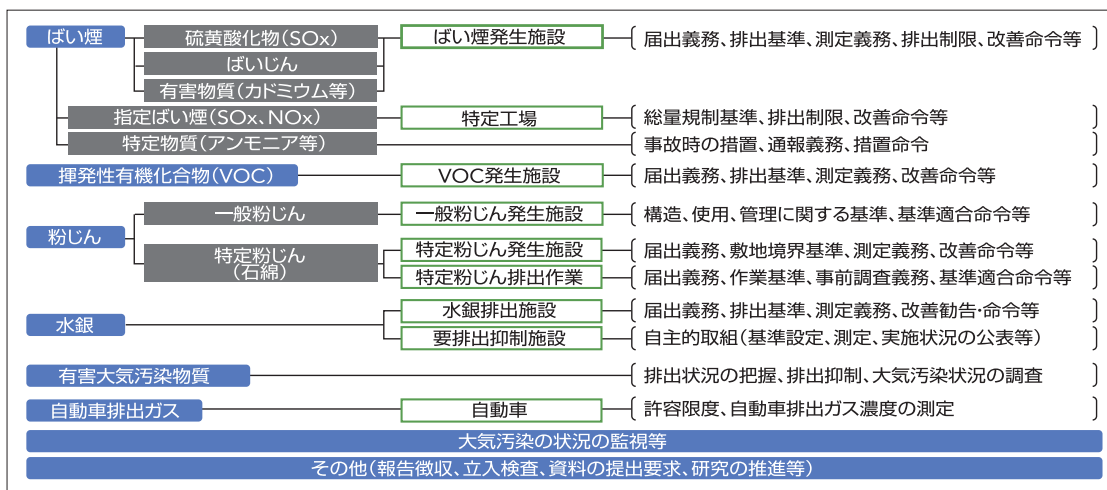 ばい煙
硫黄酸化物(SOx)
ばい煙発生施設
届出義務、排出基準、測定義務、排出制限、改善命令等
ばいじん
有害物質(カドミウム等)
指定ばい煙(SOx、NOx)
特定工場
総量規制基準、排出制限、改善命令等
特定物質(アンモニア等)
事故時の措置、通報義務、措置命令
揮発性有機化合物(VOC)
VOC発生施設
届出義務、排出基準、測定義務、改善命令等
粉じん
一般粉じん
一般粉じん発生施設
構造、使用、管理に関する基準、基準適合命令等
特定粉じん
(石綿)
特定粉じん発生施設
届出義務、敷地境界基準、測定義務、改善命令等
特定粉じん排出作業
届出義務、作業基準、事前調査義務、基準適合命令等
水銀
水銀排出施設
届出義務、排出基準、測定義務、改善勧告・命令等
要排出抑制施設
自主的取組(基準設定、測定、実施状況の公表等)
有害大気汚染物質
排出状況の把握、排出抑制、大気汚染状況の調査
自動車排出ガス
自動車
許容限度、自動車排出ガス濃度の測定
大気汚染の状況の監視等
その他(報告徴収、立入検査、資料の提出要求、研究の推進等)